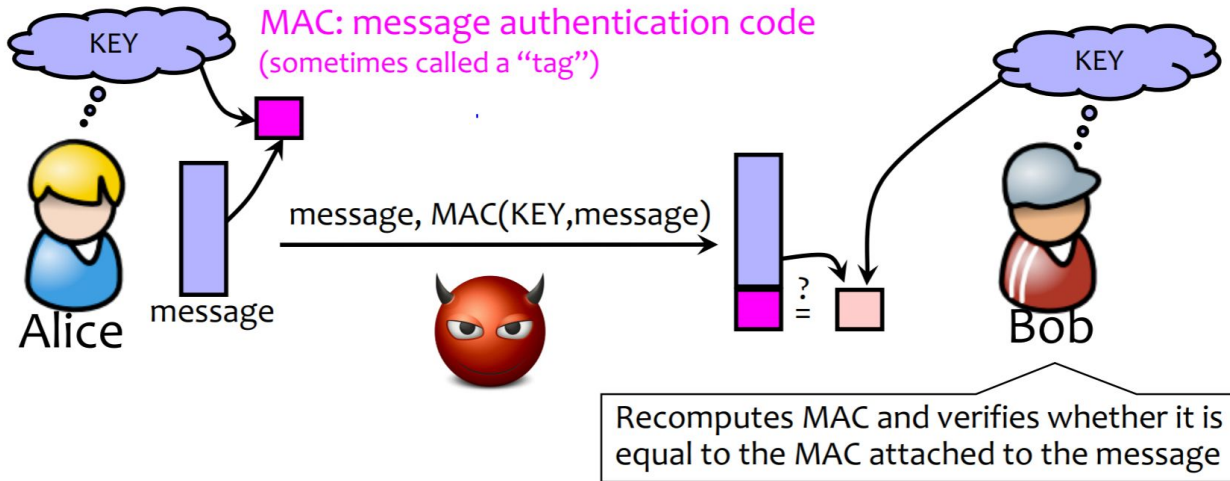 KEY
MAC: message authentication code
(sometimes called a “tag”)
KEY
message, MAC(KEY,message)
?
=
message
Alice
Bob
Recomputes MAC and verifies whether it is
equal to the MAC attached to the message